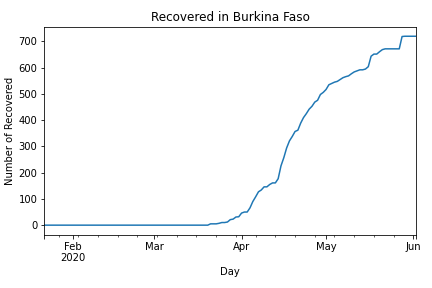 Recovered in Burkina Faso
Number of Recovered
700
600
500
400
300
200
100
0
Feb
2020
Mar
Apr
May
Jun
Day